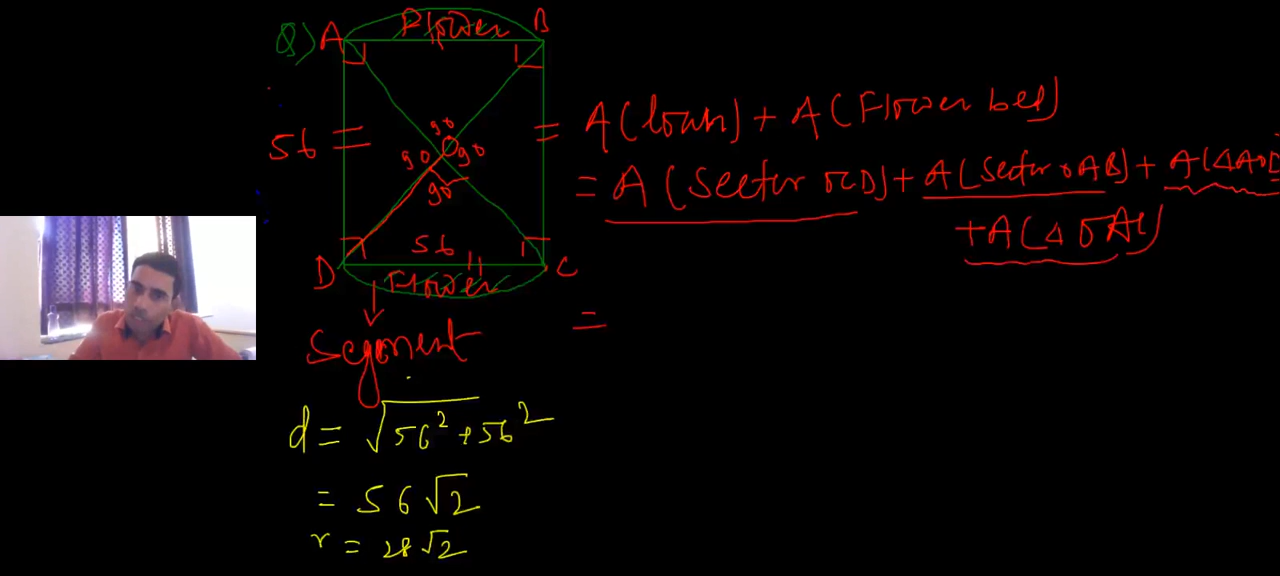 Q) A Flower B
56
90
90 90
90
56
D Flower C
Segment
d = √56² + 56²
= 56√2
r = 28√2
= A(lawn) + A(Flower bed)
= A(Sector OCD) + A(Sector OAB) + A(ΔAOD
+ A(Δ
=